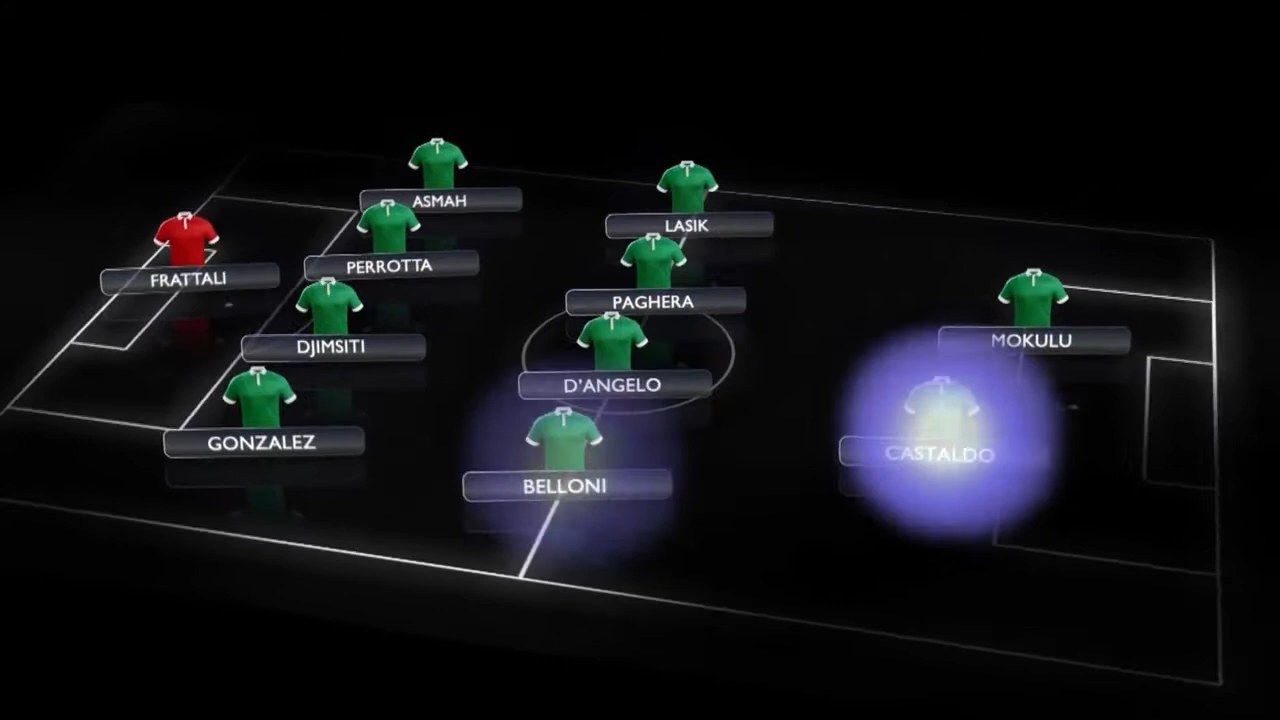 ASMAH
LASIK
FRATTALI
PERROTTA
PAGHERA
MOKULU
DJIMSITI
D'ANGELO
GONZALEZ
CASTALDO
BELLONI